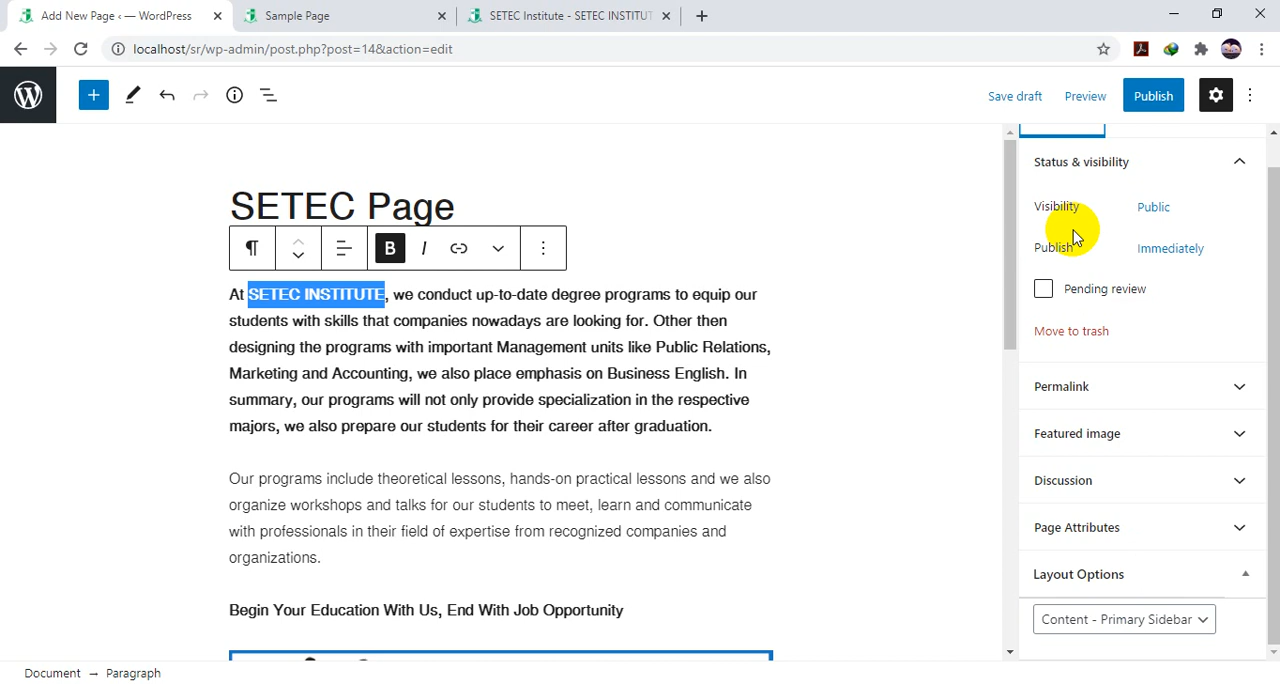 Add New Page ‹ — WordPress
Sample Page
SETEC Institute - SETEC INSTITUT
localhost/sr/wp-admin/post.php?post=14&action=edit
Save draft
Preview
Publish
SETEC Page
B I
At SETEC INSTITUTE, we conduct up-to-date degree programs to equip our
students with skills that companies nowadays are looking for. Other then
designing the programs with important Management units like Public Relations,
Marketing and Accounting, we also place emphasis on Business English. In
summary, our programs will not only provide specialization in the respective
majors, we also prepare our students for their career after graduation.
Our programs include theoretical lessons, hands-on practical lessons and we also
organize workshops and talks for our students to meet, learn and communicate
with professionals in their field of expertise from recognized companies and
organizations.
Begin Your Education With Us, End With Job Opportunity
Status & visibility
Visibility Public
Publish Immediately
Pending review
Move to trash
Permalink
Featured image
Discussion
Page Attributes
Layout Options
Content - Primary Sidebar
Document → Paragraph